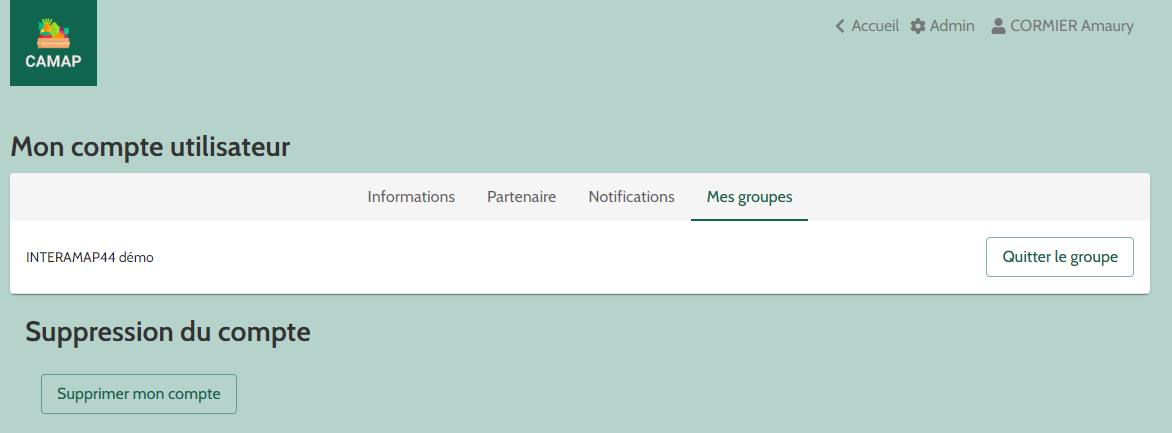 CAMAP
Accueil Admin CORMIER Amaury
Mon compte utilisateur
Informations Partenaire Notifications Mes groupes
INTERAMAP44 démo Quitter le groupe
Suppression du compte
Supprimer mon compte